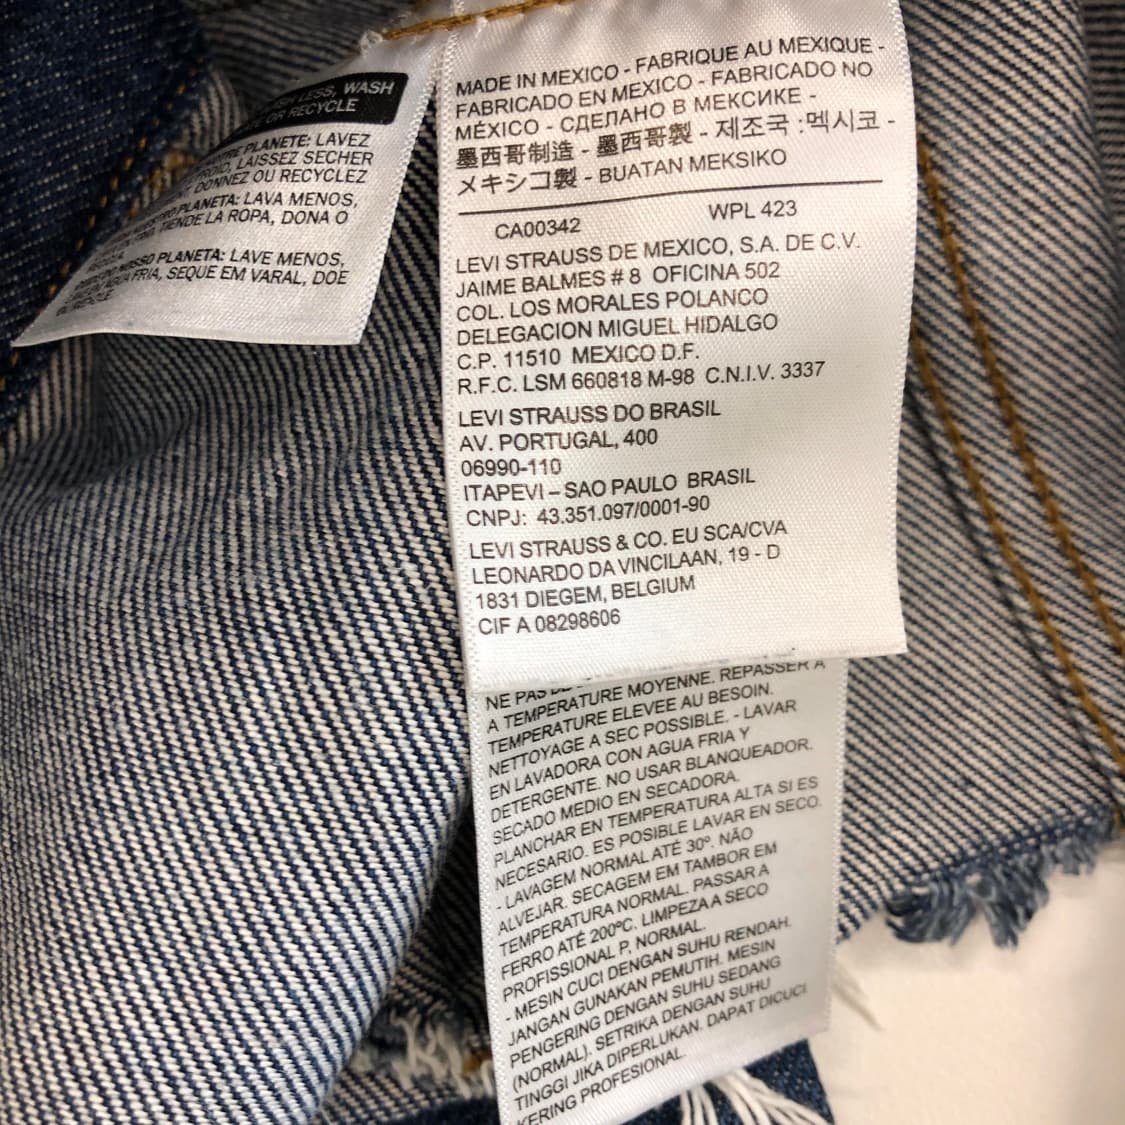 LESS, WASH
OR RECYCLE
PLANETE: LAVEZ
FROID, LAISSEZ SECHER
DONNEZ OU RECYCLEZ
PLANETA: LAVA MENOS,
TIENDE LA ROPA, DONA O
NOSSO PLANETA: LAVE MENOS,
FRIA, SEQUE EM VARAL, DOE
MADE IN MEXICO - FABRIQUE AU MEXIQUE -
FABRICADO EN MEXICO - FABRICADO NO
MÉXICO - СДЕЛАНО В МЕКСИКЕ -
墨西哥制造 - 墨西哥製 - 제조국 :멕시코 -
メキシコ製 - BUATAN MEKSIKO
CA00342 WPL 423
LEVI STRAUSS DE MEXICO, S.A. DE C.V.
JAIME BALMES # 8 OFICINA 502
COL. LOS MORALES POLANCO
DELEGACION MIGUEL HIDALGO
C.P. 11510 MEXICO D.F.
R.F.C. LSM 660818 M-98 C.N.I.V. 3337
LEVI STRAUSS DO BRASIL
AV. PORTUGAL, 400
06990-110
ITAPEVI – SAO PAULO BRASIL
CNPJ: 43.351.097/0001-90
LEVI STRAUSS & CO. EU SCA/CVA
LEONARDO DA VINCILAAN, 19 - D
1831 DIEGEM, BELGIUM
CIF A 08298606
NE PAS
A TEMPERATURE MOYENNE. REPASSER A
TEMPERATURE ELEVEE AU BESOIN.
NETTOYAGE A SEC POSSIBLE. - LAVAR
EN LAVADORA CON AGUA FRIA Y
DETERGENTE. NO USAR BLANQUEADOR.
SECADO MEDIO EN SECADORA.
PLANCHAR EN TEMPERATURA ALTA SI ES
NECESARIO. ES POSIBLE LAVAR EN SECO.
- LAVAGEM NORMAL ATÉ 30º. NÃO
ALVEJAR. SECAGEM EM TAMBOR EM
TEMPERATURA NORMAL. PASSAR A
FERRO ATÉ 200ºC. LIMPEZA A SECO
PROFISSIONAL P, NORMAL.
- MESIN CUCI DENGAN SUHU RENDAH.
JANGAN GUNAKAN PEMUTIH. MESIN
PENGERING DENGAN SUHU SEDANG
(NORMAL). SETRIKA DENGAN SUHU
TINGGI JIKA DIPERLUKAN. DAPAT DICUCI
KERING PROFESIONAL.